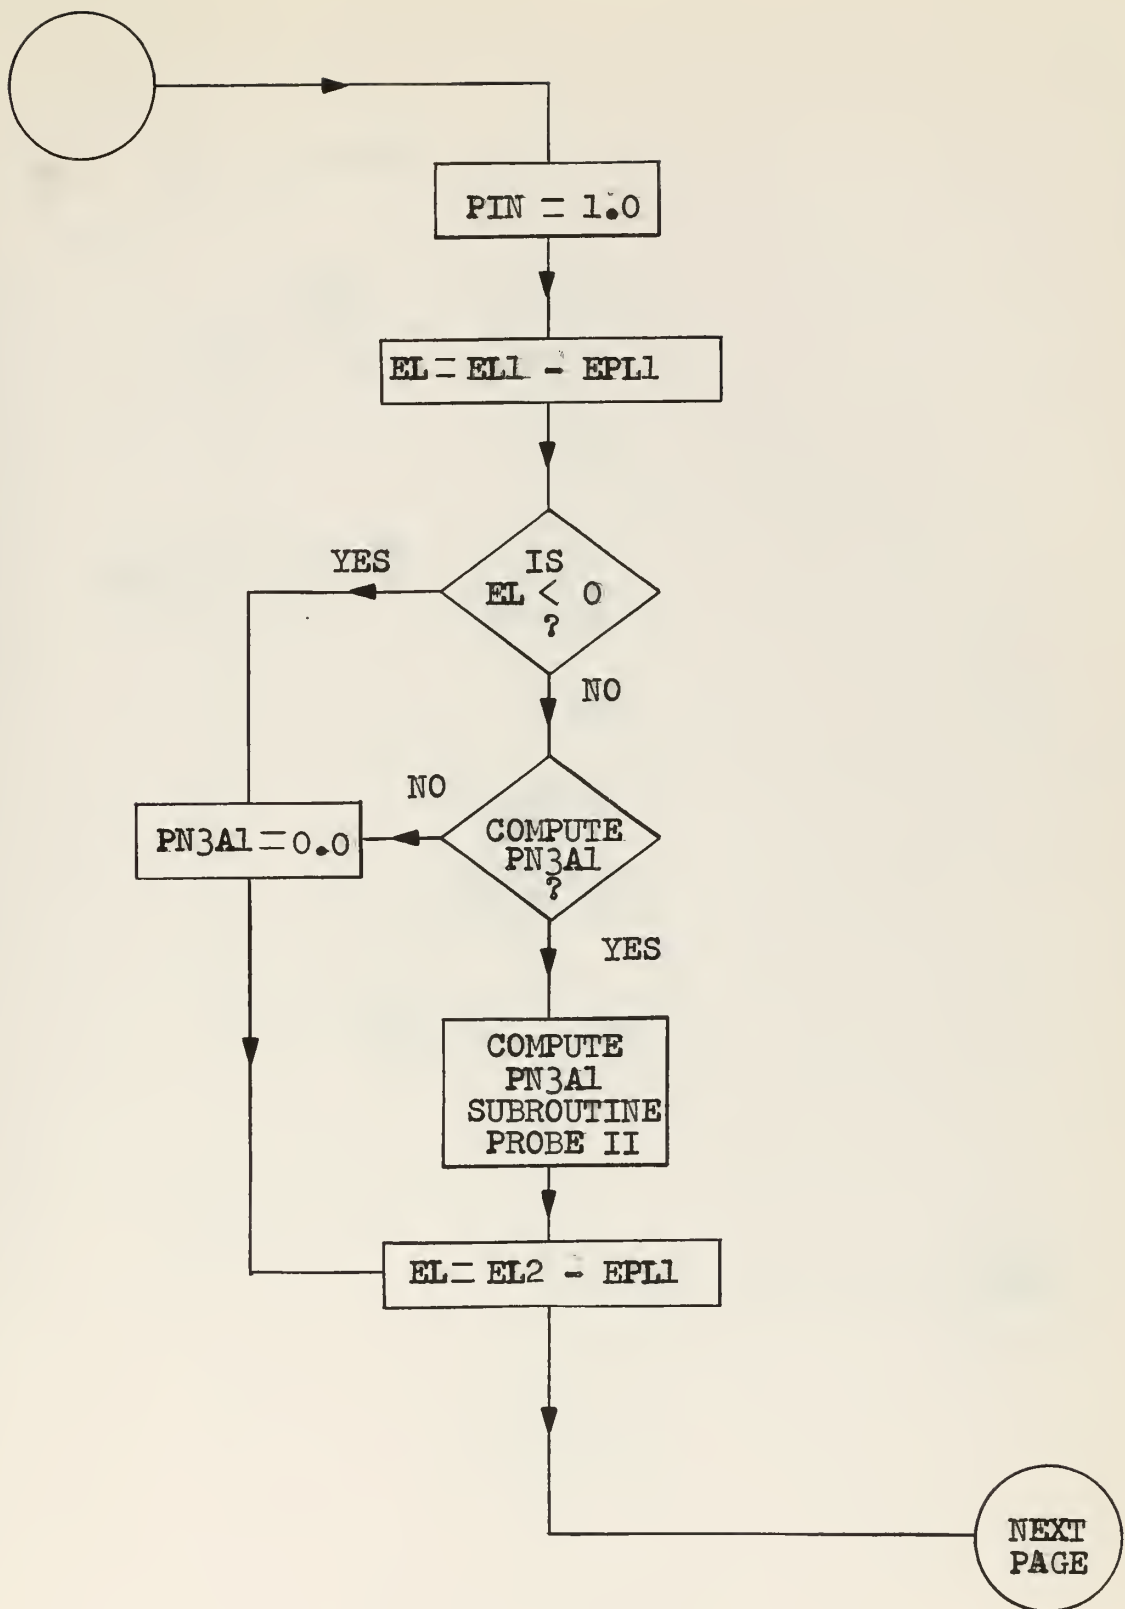 PIN = 1.0
EL = EL1 - EPL1
YES
IS
EL < 0
?
NO
NO
PN3A1 = 0.0
COMPUTE
PN3A1
?
YES
COMPUTE
PN3A1
SUBROUTINE
PROBE II
EL = EL2 - EPL1
NEXT
PAGE